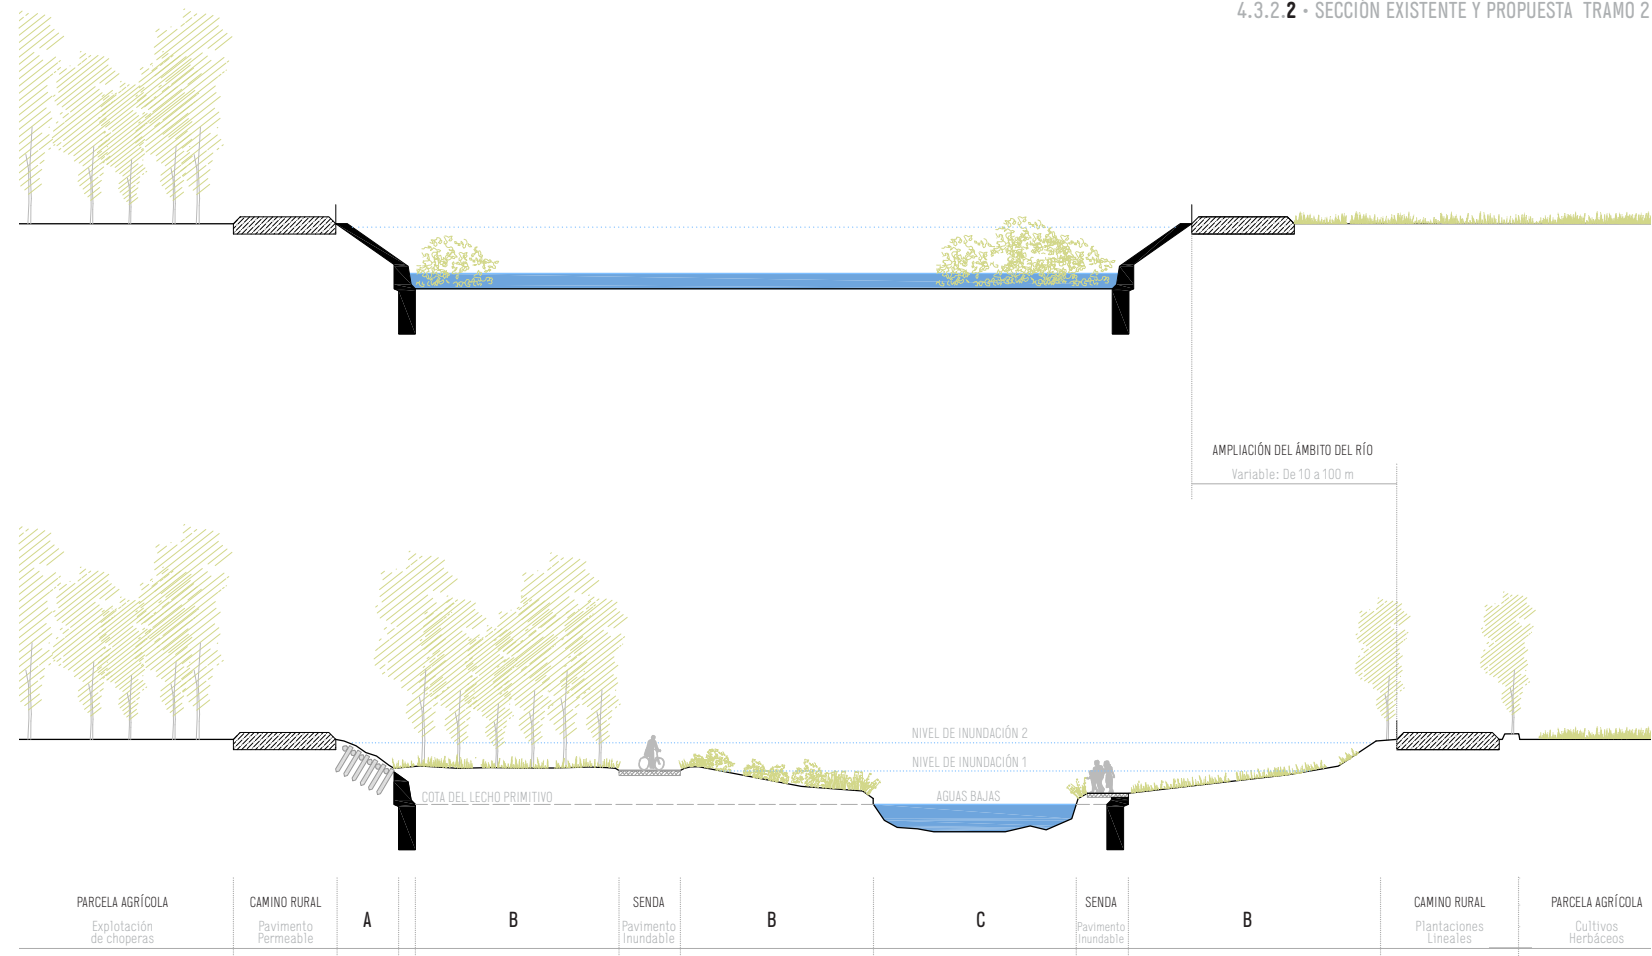 4.3.2.2 • SECCIÓN EXISTENTE Y PROPUESTA TRAMO 2
AMPLIACIÓN DEL ÁMBITO DEL RÍO
Variable: De 10 a 100 m
NIVEL DE INUNDACIÓN 2
NIVEL DE INUNDACIÓN 1
COTA DEL LECHO PRIMITIVO
AGUAS BAJAS
PARCELA AGRÍCOLA
Explotación
de choperas
CAMINO RURAL
Pavimento
Permeable
A
B
SENDA
Pavimento
Inundable
B
C
SENDA
Pavimento
Inundable
B
CAMINO RURAL
Plantaciones
Lineales
PARCELA AGRÍCOLA
Cultivos
Herbáceos